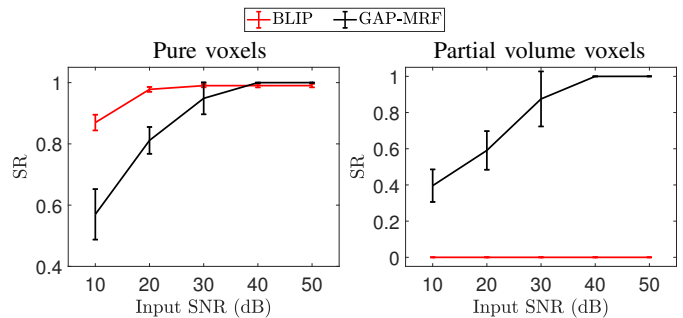 BLIP GAP-MRF
Pure voxels
1
0.8
0.6
0.4
SR
10 20 30 40 50
Input SNR (dB)
Partial volume voxels
1
0.8
0.6
0.4
0.2
0
SR
10 20 30 40 50
Input SNR (dB)